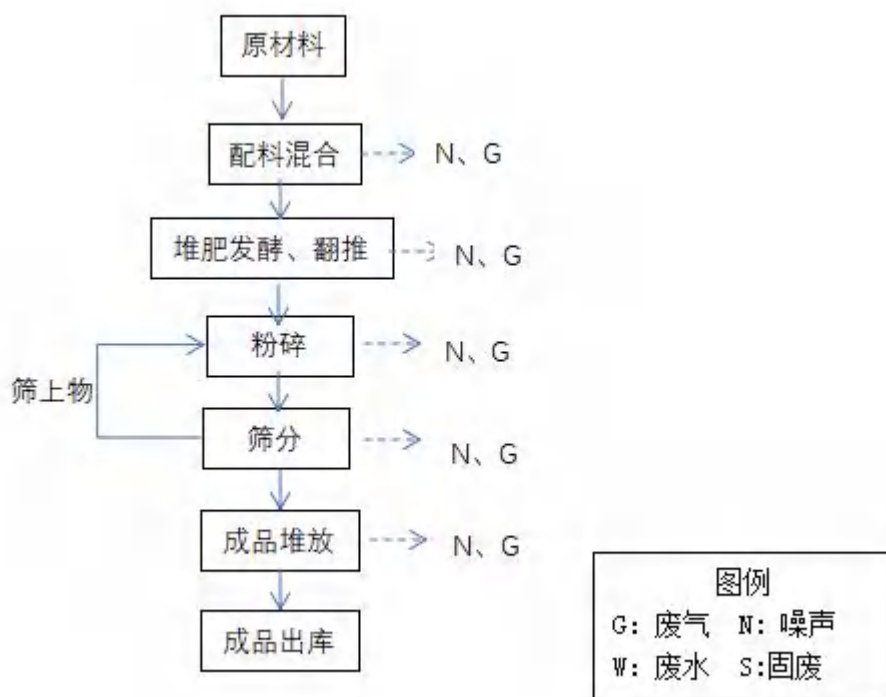 原材料
配料混合
N、G
堆肥发酵、翻推
N、G
粉碎
N、G
筛上物
筛分
N、G
成品堆放
N、G
成品出库
图例
G: 废气 N: 噪声
W: 废水 S:固废